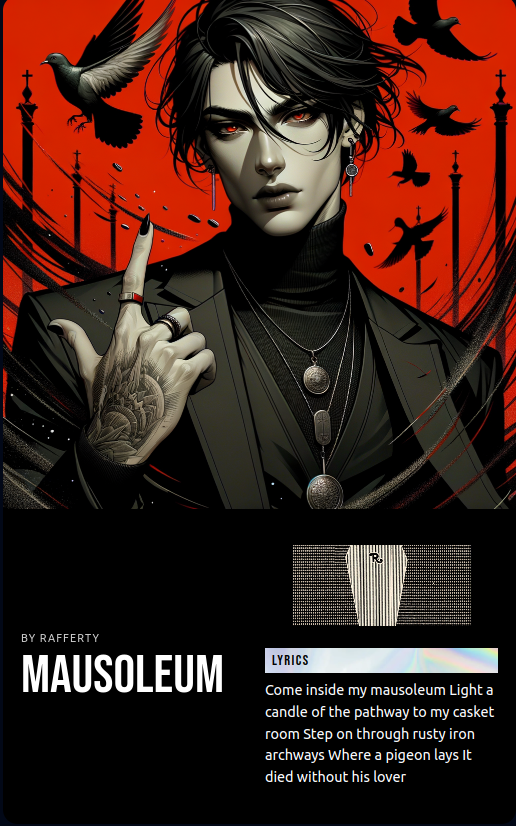 BY RAFFERTY
MAUSOLEUM
R
LYRICS
Come inside my mausoleum Light a
candle of the pathway to my casket
room Step on through rusty iron
archways Where a pigeon lays It
died without his lover